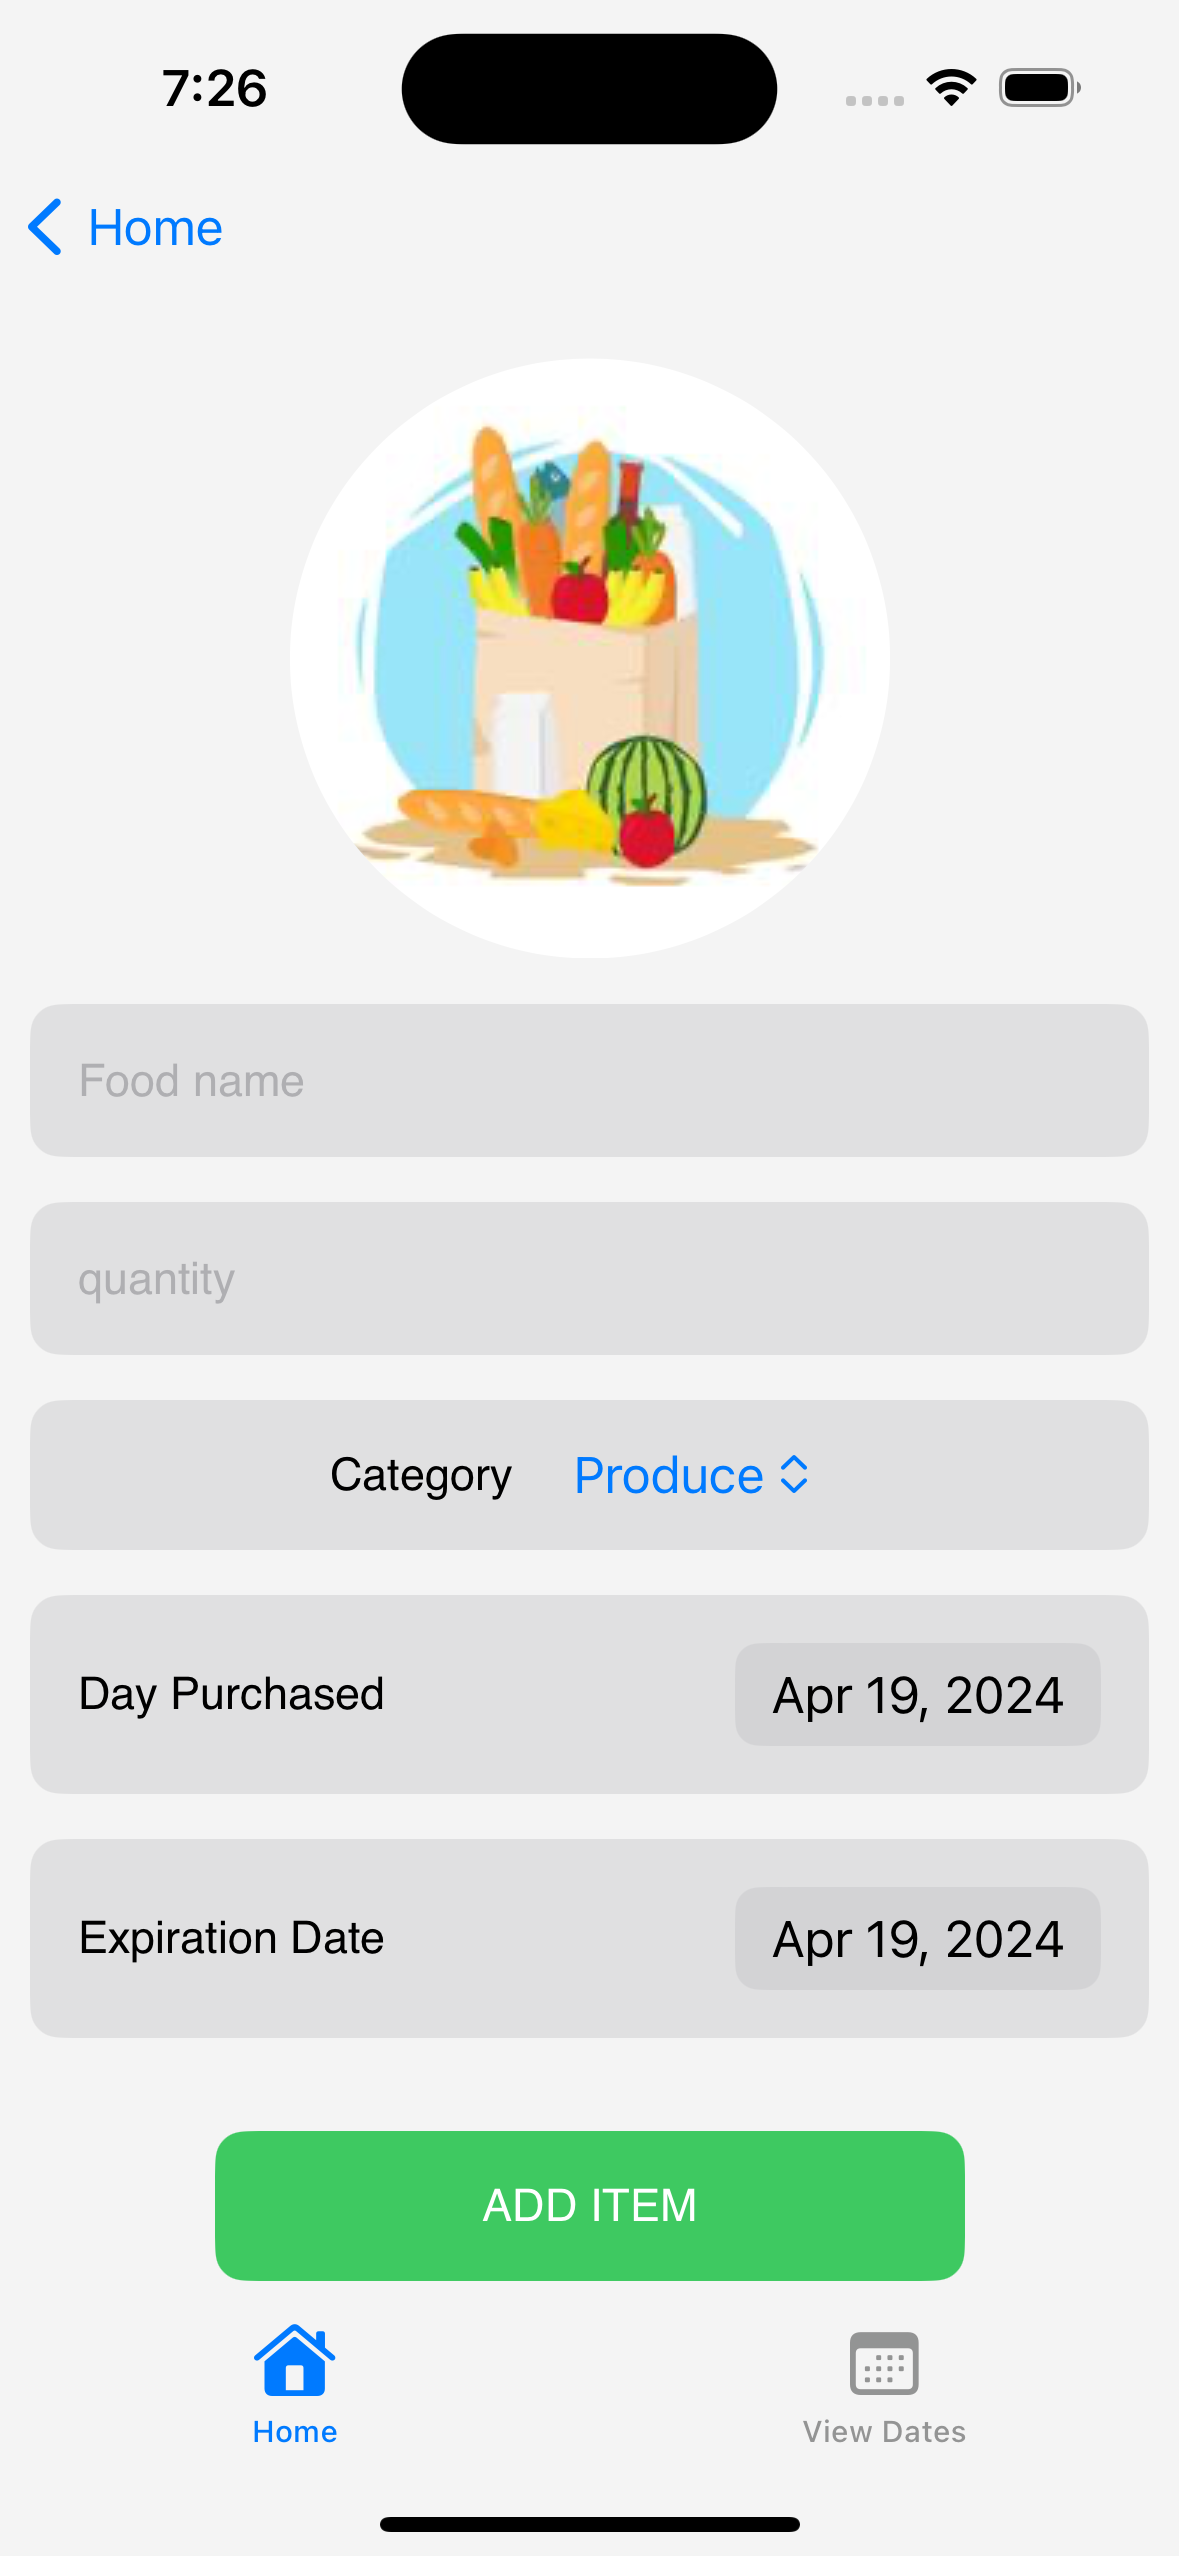 7:26
Home
Food name
quantity
Category Produce
Day Purchased Apr 19, 2024
Expiration Date Apr 19, 2024
ADD ITEM
Home View Dates